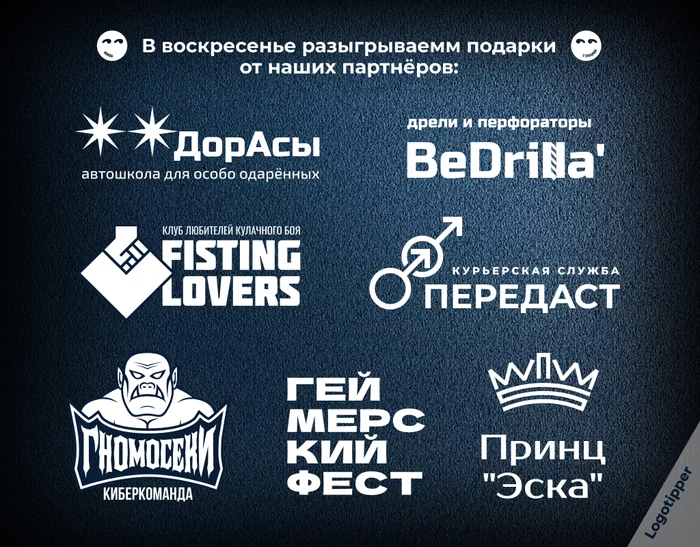 В воскресенье разыгрываемм подарки
от наших партнёров:
ДорАсы
автошкола для особо одарённых
дрели и перфораторы
BeDrilla'
КЛУБ ЛЮБИТЕЛЕЙ КУЛАЧНОГО БОЯ
FISTING
LOVERS
КУРЬЕРСКАЯ СЛУЖБА
ПЕРЕДАСТ
ГНОМОСЕКИ
КИБЕРКОМАНДА
ГЕЙ
МЕРС
КИЙ
ФЕСТ
Принц
"Эска"
Logotipper